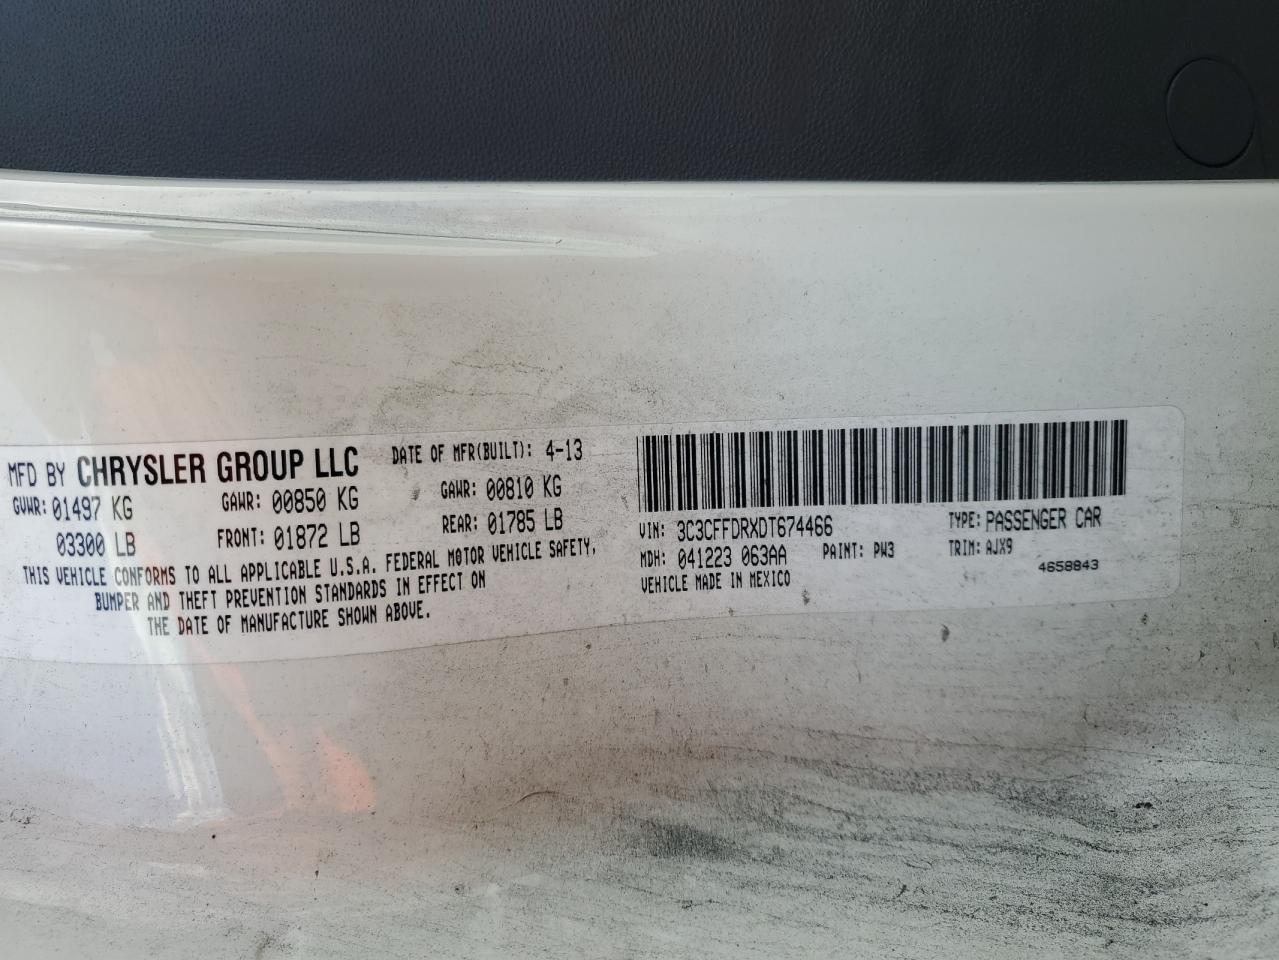 MFD BY CHRYSLER GROUP LLC DATE OF MFR(BUILT): 4-13
GVWR: 01497 KG GAWR: 00850 KG GAWR: 00810 KG
03300 LB FRONT: 01872 LB REAR: 01785 LB
THIS VEHICLE CONFORMS TO ALL APPLICABLE U.S.A. FEDERAL MOTOR VEHICLE SAFETY,
BUMPER AND THEFT PREVENTION STANDARDS IN EFFECT ON
THE DATE OF MANUFACTURE SHOWN ABOVE.
VIN: 3C3CFFDRXDT674466 TYPE: PASSENGER CAR
MDH: 041223 063AA PAINT: PW3 TRIM: AJX9
VEHICLE MADE IN MEXICO 4658843